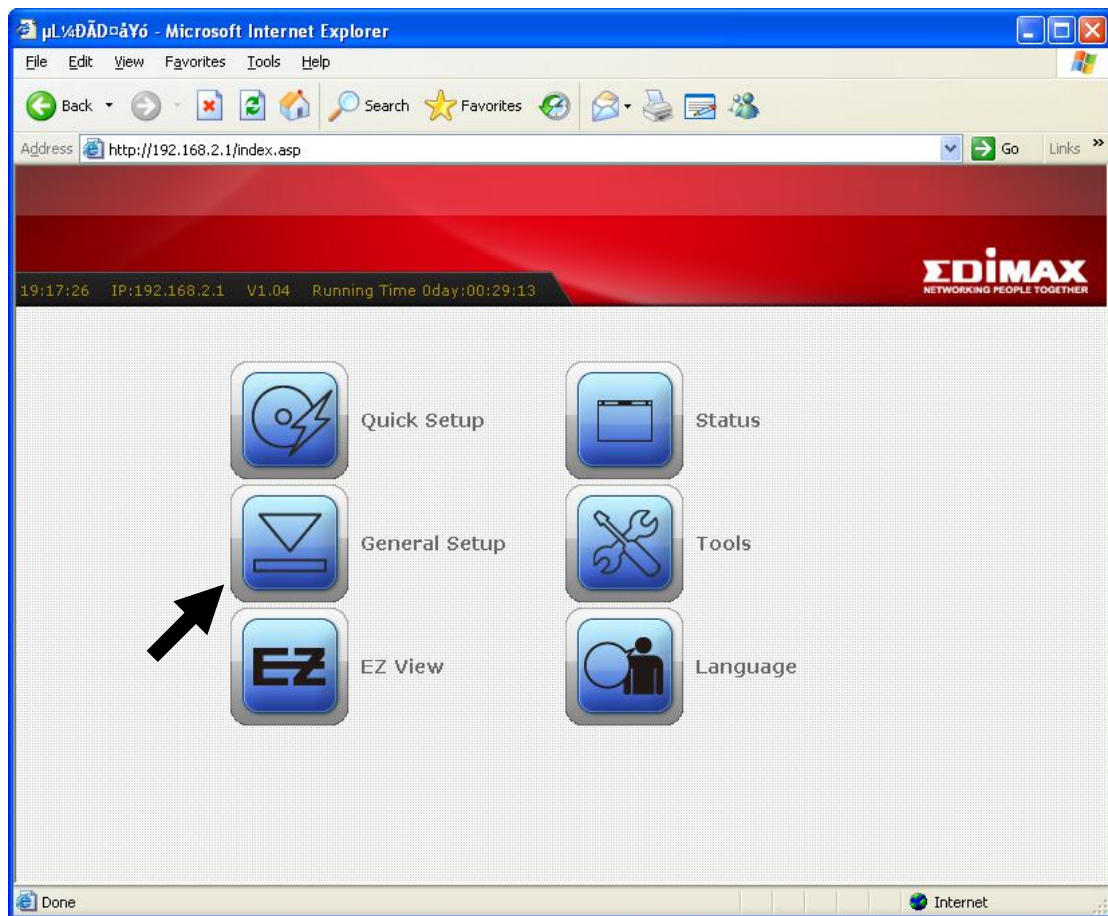 µL¼ÐÃD¤åYó - Microsoft Internet Explorer
File Edit View Favorites Tools Help
Back Search Favorites
Address http://192.168.2.1/index.asp Go Links »
EDIMAX
NETWORKING PEOPLE TOGETHER
19:17:26 IP:192.168.2.1 V1.04 Running Time 0day:00:29:13
Quick Setup Status
General Setup Tools
EZ
EZ View Language
Done Internet